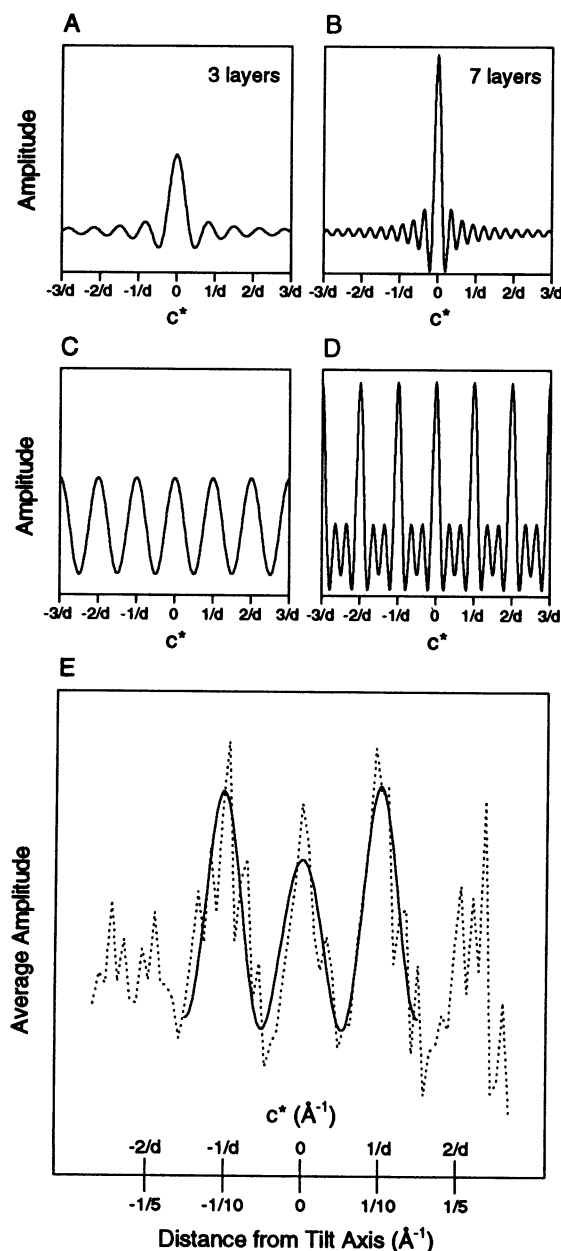 A
B
3 layers
7 layers
Amplitude
-3/d -2/d -1/d 0 1/d 2/d 3/d
-3/d -2/d -1/d 0 1/d 2/d 3/d
c*
c*
C
D
Amplitude
-3/d -2/d -1/d 0 1/d 2/d 3/d
-3/d -2/d -1/d 0 1/d 2/d 3/d
c*
c*
E
Average Amplitude
c* (Å⁻¹)
-2/d -1/d 0 1/d 2/d
-1/5 -1/10 0 1/10 1/5
Distance from Tilt Axis (Å⁻¹)